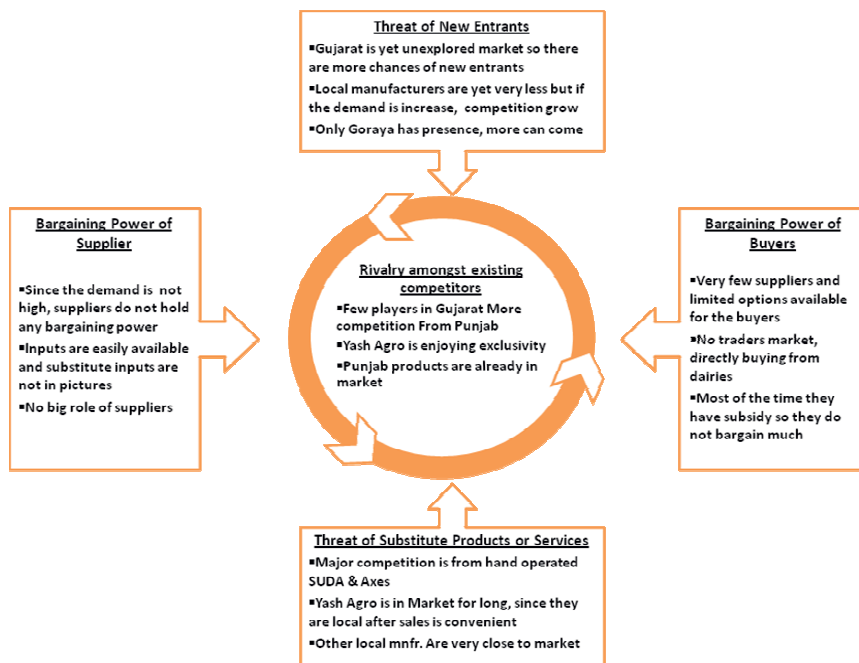 Threat of New Entrants
▪Gujarat is yet unexplored market so there
are more chances of new entrants
▪Local manufacturers are yet very less but if
the demand is increase, competition grow
▪Only Goraya has presence, more can come
Bargaining Power of
Supplier
▪Since the demand is not
high, suppliers do not hold
any bargaining power
▪Inputs are easily available
and substitute inputs are
not in pictures
▪No big role of suppliers
Rivalry amongst existing
competitors
▪Few players in Gujarat More
competition From Punjab
▪Yash Agro is enjoying exclusivity
▪Punjab products are already in
market
Bargaining Power of
Buyers
▪Very few suppliers and
limited options available
for the buyers
▪No traders market,
directly buying from
dairies
▪Most of the time they
have subsidy so they do
not bargain much
Threat of Substitute Products or Services
▪Major competition is from hand operated
SUDA & Axes
▪Yash Agro is in Market for long, since they
are local after sales is convenient
▪Other local mnfr. Are very close to market